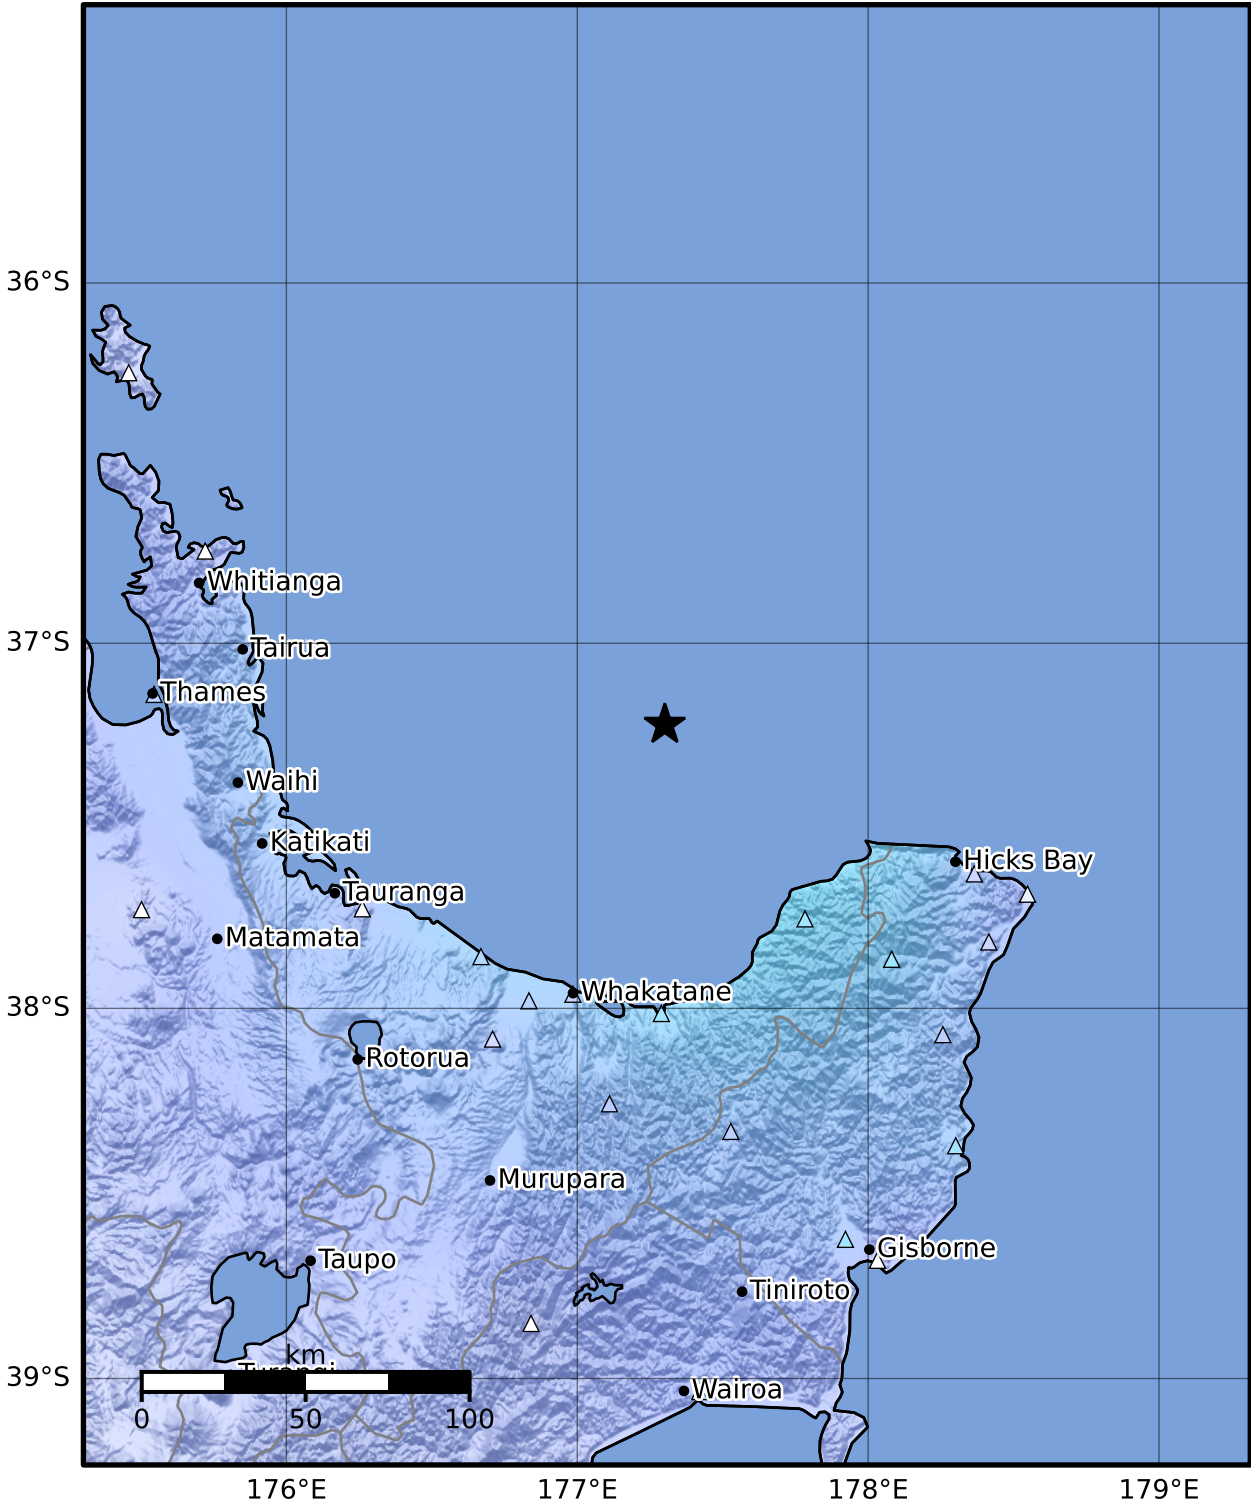 36°S
Whitianga
37°S
Tairua
Thames
Waihi
Katikati
Hicks Bay
Tauranga
Matamata
Whakatane
38°S
Rotorua
Murupara
Gisborne
Taupo
Tiniroto
km
Turangi
39°S
Wairoa
0 50 100
176°E 177°E 178°E 179°E